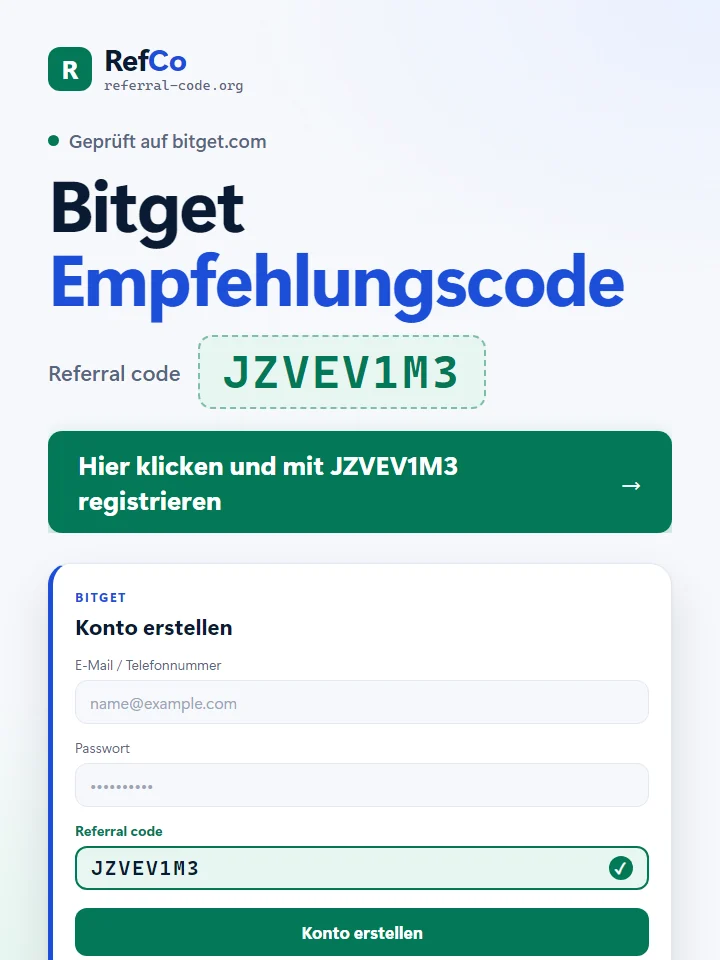 R
RefCo
referral-code.org
Geprüft auf bitget.com
Bitget
Empfehlungscode
Referral code JZVEV1M3
Hier klicken und mit JZVEV1M3
registrieren
→
BITGET
Konto erstellen
E-Mail / Telefonnummer
name@example.com
Passwort
••••••••••
Referral code
JZVEV1M3 ✓
Konto erstellen